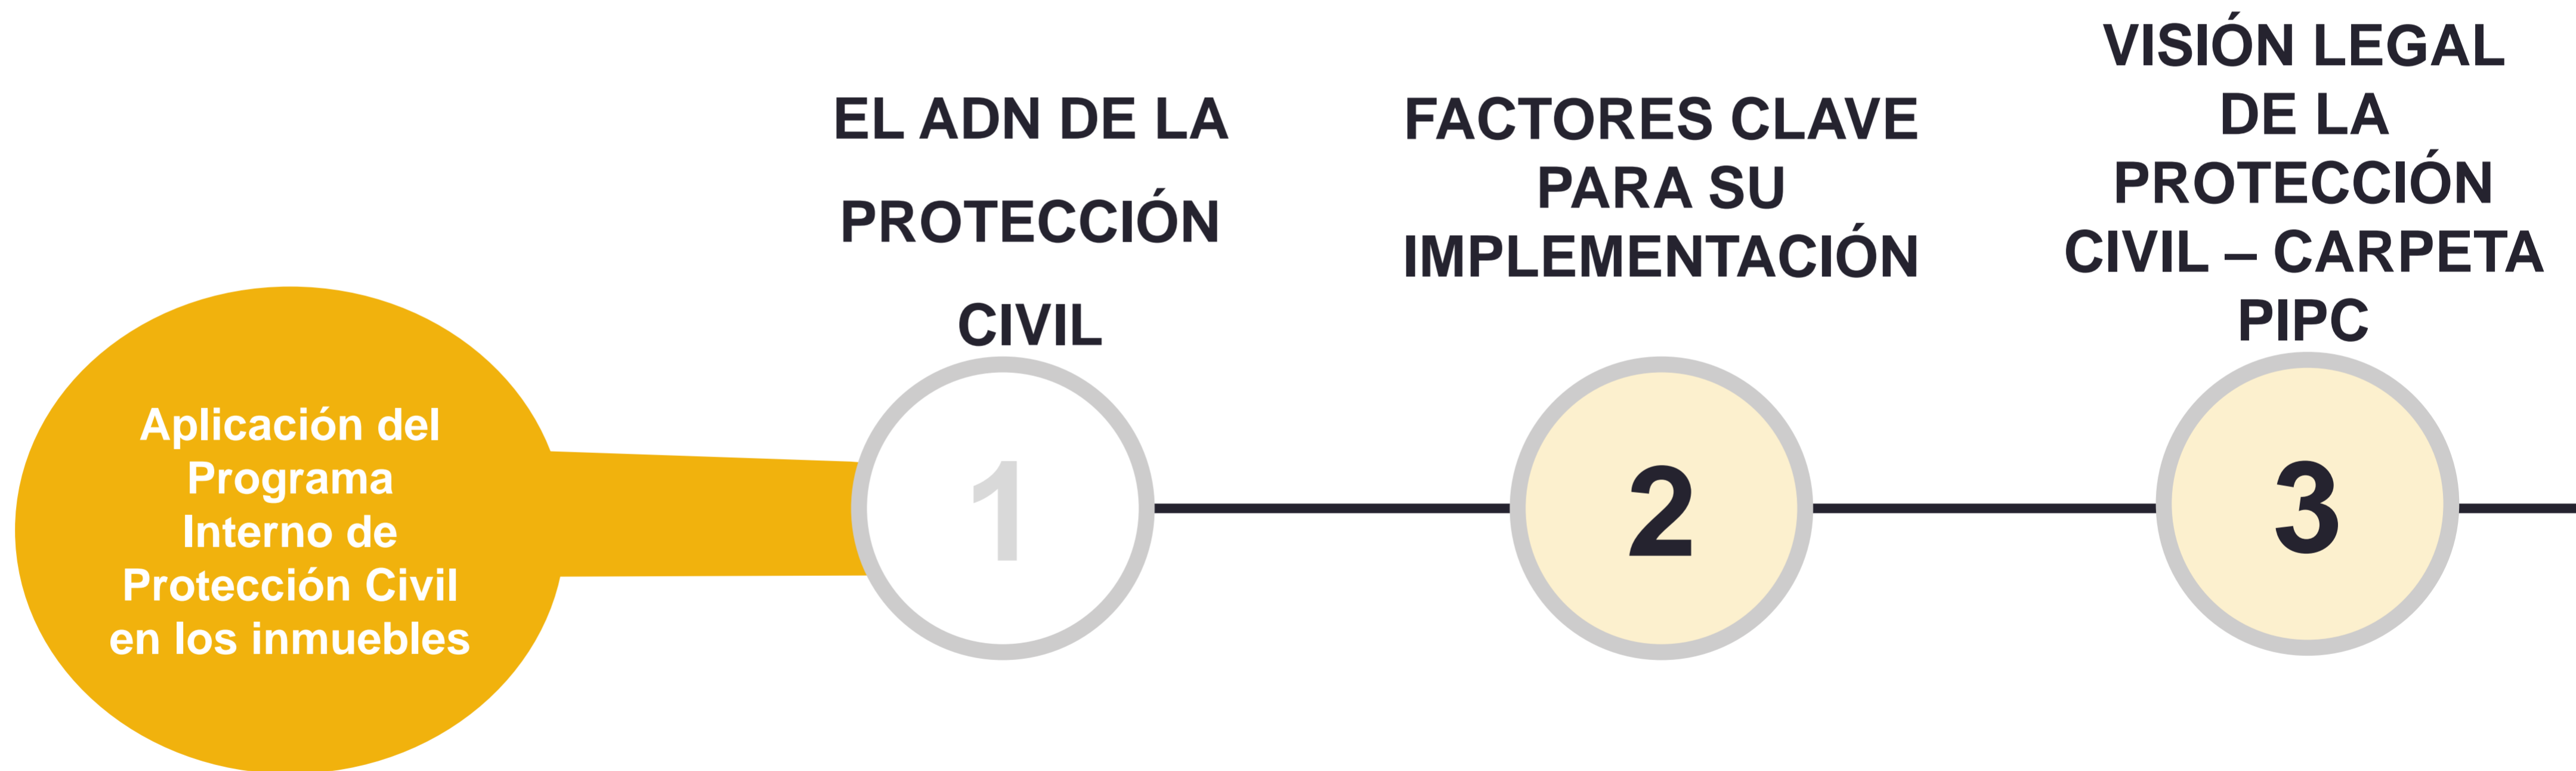 Aplicación del
Programa
Interno de
Protección Civil
en los inmuebles
EL ADN DE LA
PROTECCIÓN
CIVIL
1
FACTORES CLAVE
PARA SU
IMPLEMENTACIÓN
2
VISIÓN LEGAL
DE LA
PROTECCIÓN
CIVIL – CARPETA
PIPC
3